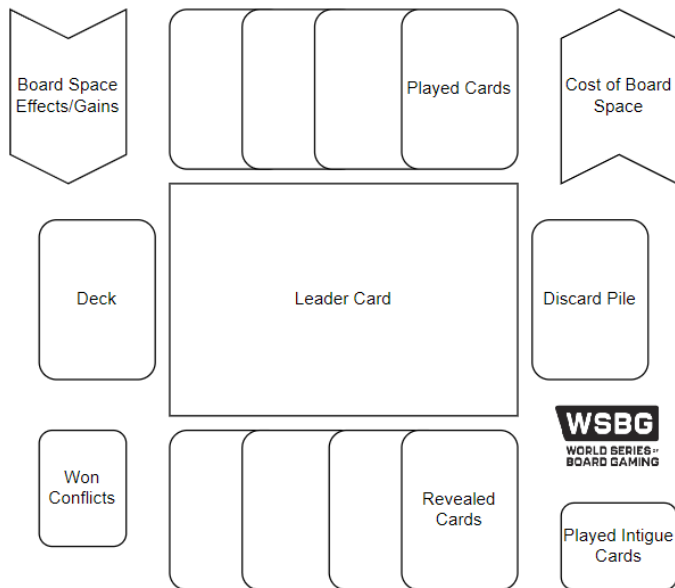 Board Space
Effects/Gains
Played Cards
Cost of Board
Space
Deck
Leader Card
Discard Pile
WSBG
WORLD SERIES OF
BOARD GAMING
Won
Conflicts
Revealed
Cards
Played Intigue
Cards